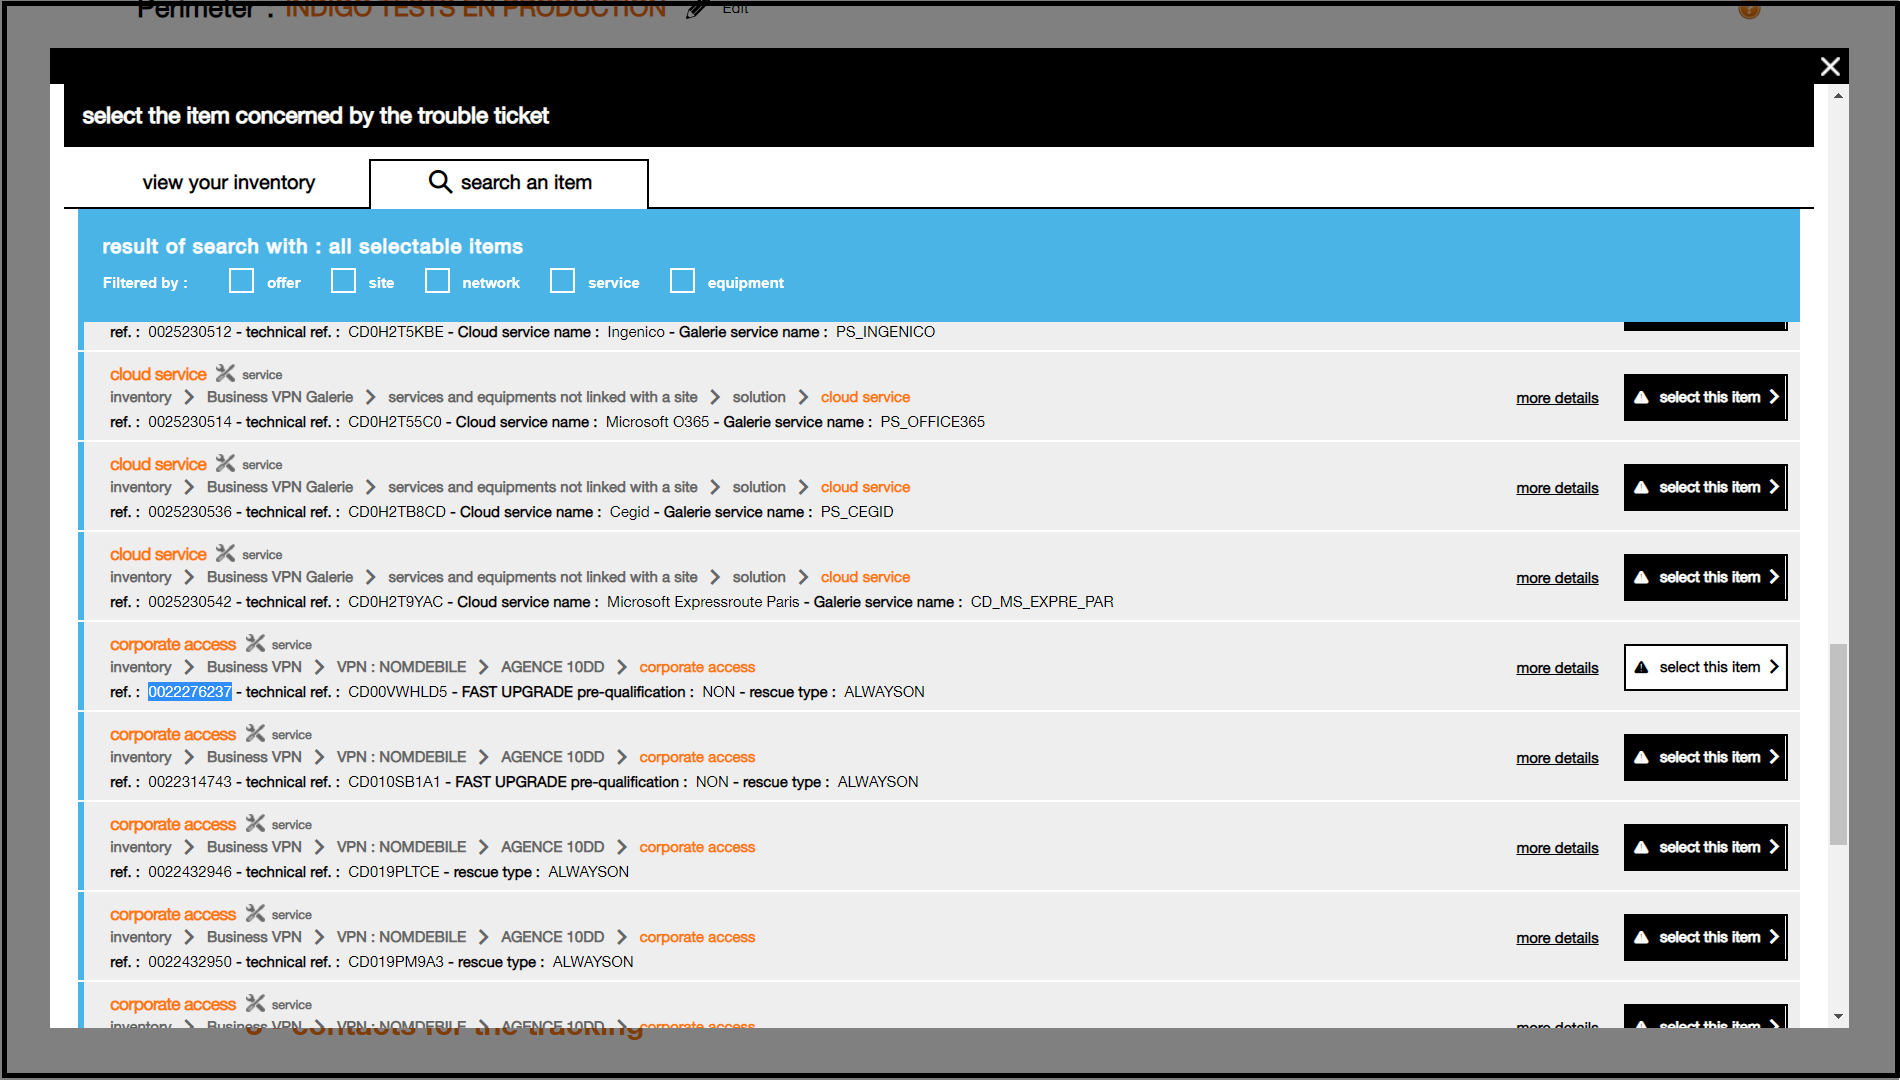 Perimeter : INDIGO TESTS EN PRODUCTION Edit
select the item concerned by the trouble ticket
view your inventory search an item
result of search with : all selectable items
Filtered by : offer site network service equipment
ref. : 0025230512 - technical ref. : CD0H2T5KBE - Cloud service name : Ingenico - Galerie service name : PS_INGENICO
cloud service service
inventory Business VPN Galerie services and equipments not linked with a site solution cloud service more details select this item
ref. : 0025230514 - technical ref. : CD0H2T55C0 - Cloud service name : Microsoft O365 - Galerie service name : PS_OFFICE365
cloud service service
inventory Business VPN Galerie services and equipments not linked with a site solution cloud service more details select this item
ref. : 0025230536 - technical ref. : CD0H2TB8CD - Cloud service name : Cegid - Galerie service name : PS_CEGID
cloud service service
inventory Business VPN Galerie services and equipments not linked with a site solution cloud service more details select this item
ref. : 0025230542 - technical ref. : CD0H2T9YAC - Cloud service name : Microsoft Expressroute Paris - Galerie service name : CD_MS_EXPRE_PAR
corporate access service
inventory Business VPN VPN : NOMDEBILE AGENCE 10DD corporate access more details select this item
ref. : 0022276237 - technical ref. : CD00VWHLD5 - FAST UPGRADE pre-qualification : NON - rescue type : ALWAYSON
corporate access service
inventory Business VPN VPN : NOMDEBILE AGENCE 10DD corporate access more details select this item
ref. : 0022314743 - technical ref. : CD010SB1A1 - FAST UPGRADE pre-qualification : NON - rescue type : ALWAYSON
corporate access service
inventory Business VPN VPN : NOMDEBILE AGENCE 10DD corporate access more details select this item
ref. : 0022432946 - technical ref. : CD019PLTCE - rescue type : ALWAYSON
corporate access service
inventory Business VPN VPN : NOMDEBILE AGENCE 10DD corporate access more details select this item
ref. : 0022432950 - technical ref. : CD019PM9A3 - rescue type : ALWAYSON
corporate access service
inventory Business VPN VPN : NOMDEBILE AGENCE 10DD corporate access more details select this item
contacts for the tracking